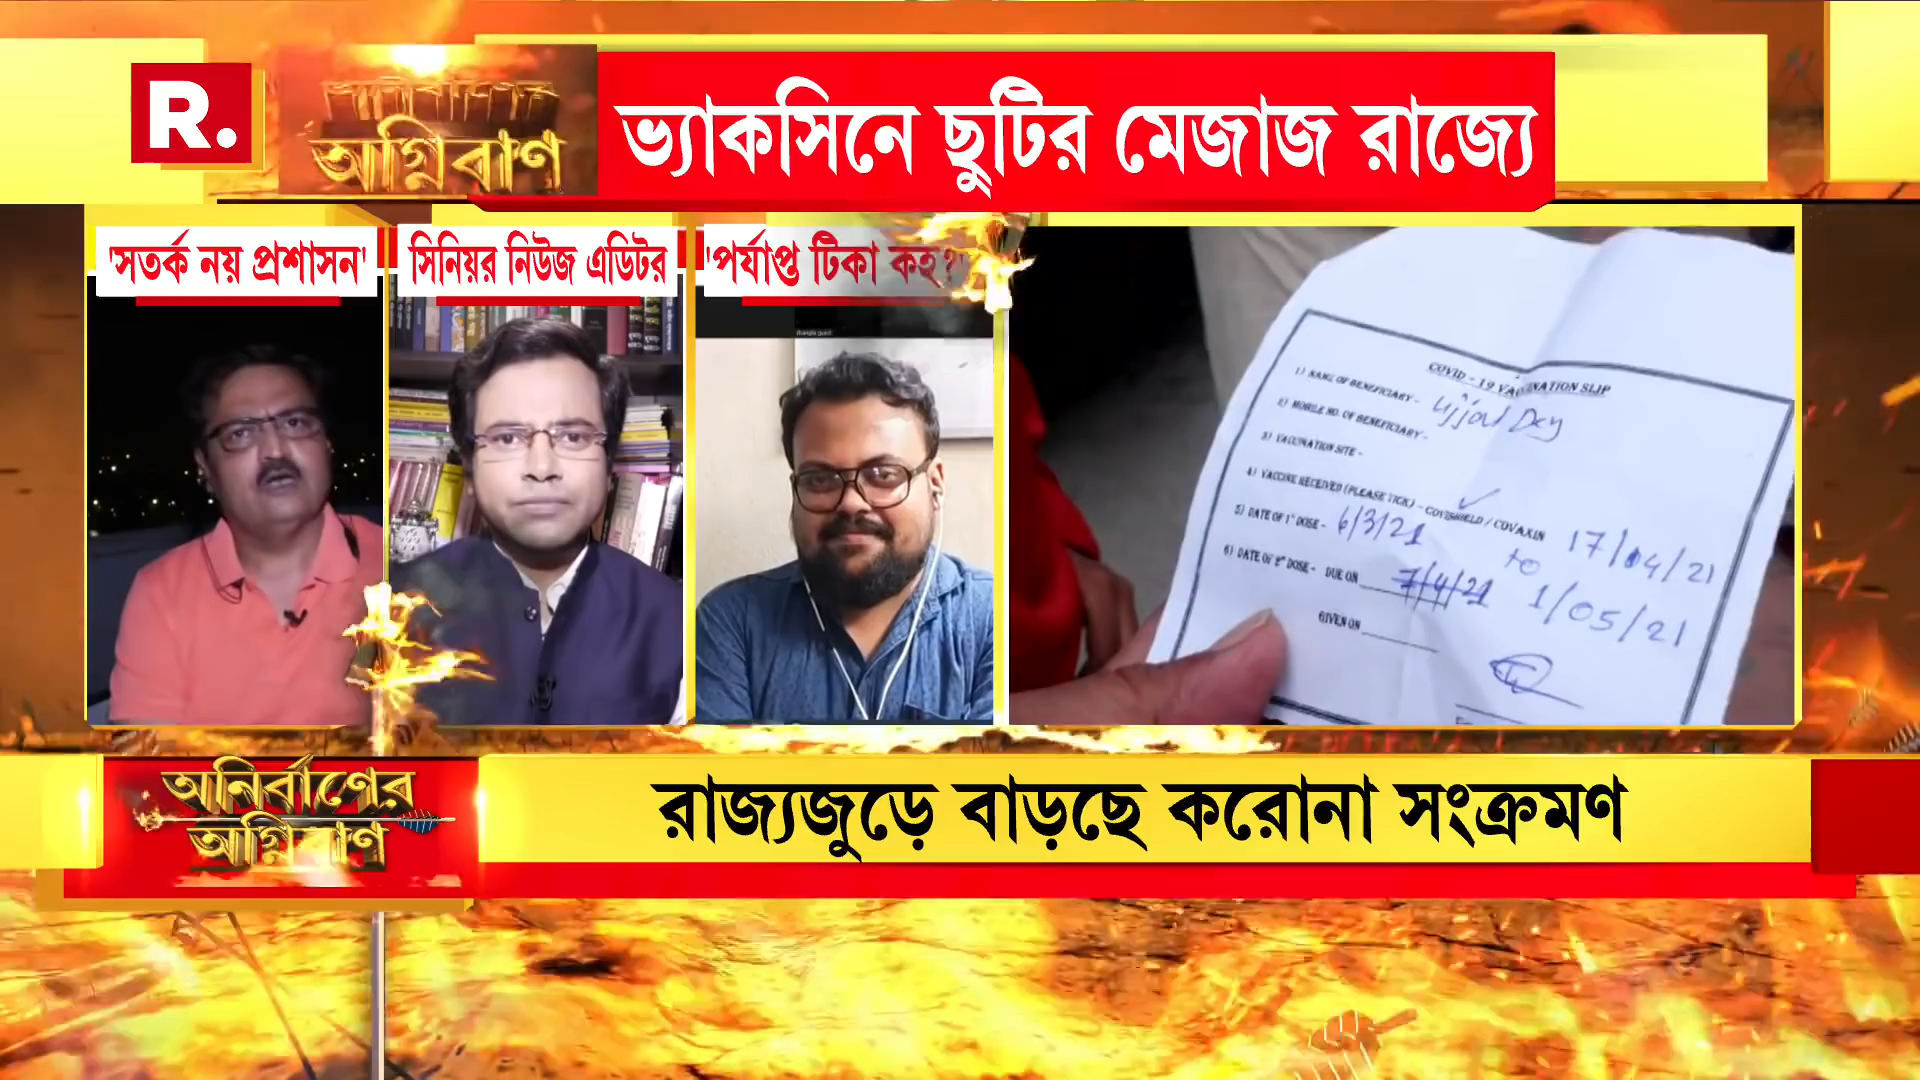 R.
অগ্নিবাণ
ভ্যাকসিনে ছুটির মেজাজ রাজ্যে
'সতর্ক নয় প্রশাসন'
সিনিয়র নিউজ এডিটর
'পর্যাপ্ত টিকা কই?'
COVID - 19 VACCINATION SLIP
1) NAME OF BENEFICIARY - Ujjal Dey
2) MOBILE NO. OF BENEFICIARY -
3) VACCINATION SITE -
4) VACCINE RECEIVED (PLEASE TICK) - COVISHIELD / COVAXIN
5) DATE OF 1st DOSE - 6/3/21
17/04/21
to
6) DATE OF 2nd DOSE - DUE ON 7/4/21 1/05/21
GIVEN ON
অনির্বাণের
অগ্নিবাণ
রাজ্যজুড়ে বাড়ছে করোনা সংক্রমণ